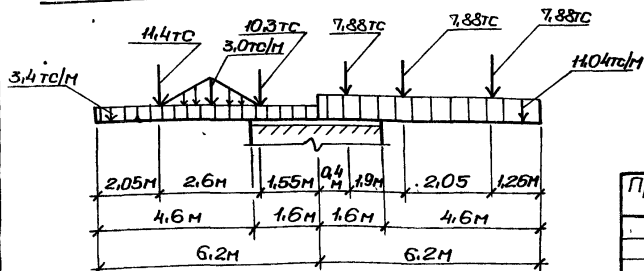 11.4тс
10.3тс
7.88тс
7.88тс
7.88тс
3.0тс/м
3.4тс/м
11.04тс/м
2.05м
2.6м
1.55м
0.4
м
1.9м
2.05
1.25м
4.6м
1.6м
1.6м
4.6м
6.2м
6.2м